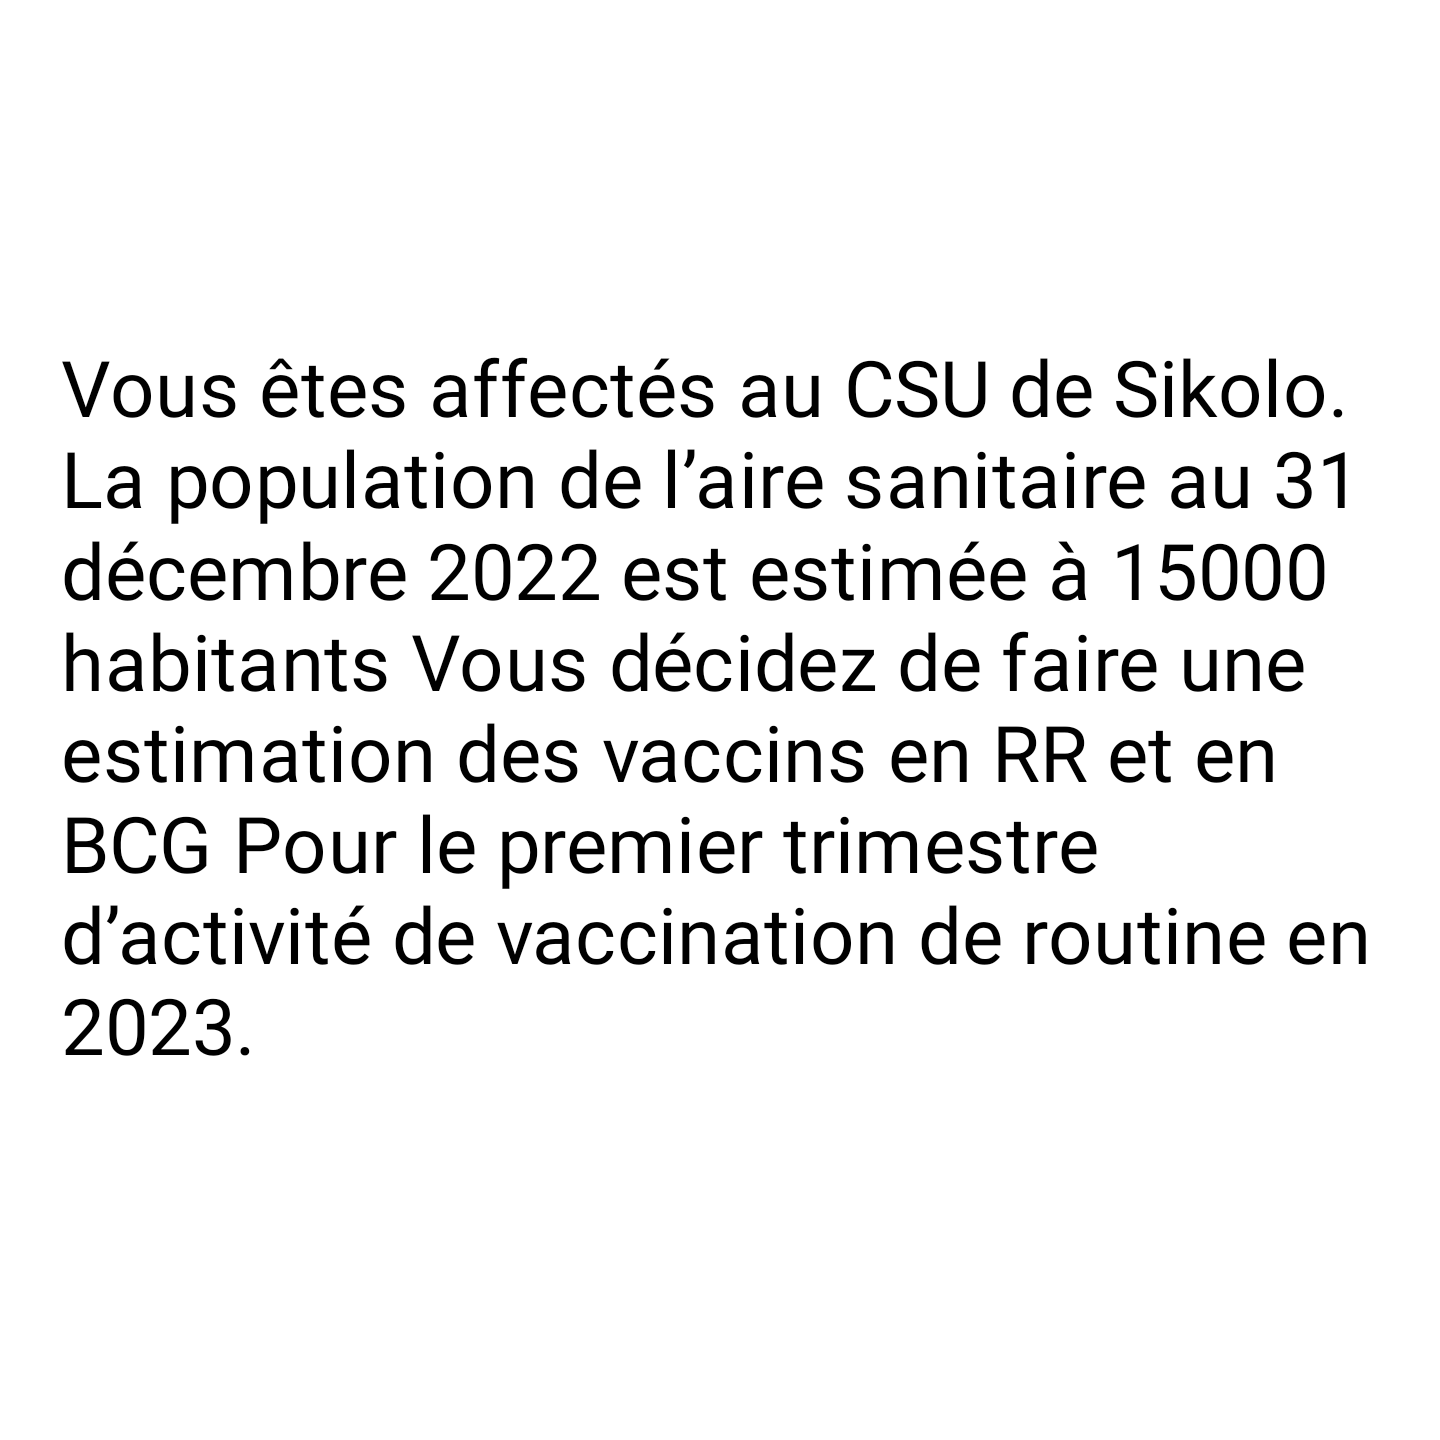 Vous êtes affectés au CSU de Sikolo.
La population de l’aire sanitaire au 31
décembre 2022 est estimée à 15000
habitants Vous décidez de faire une
estimation des vaccins en RR et en
BCG Pour le premier trimestre
d’activité de vaccination de routine en
2023.